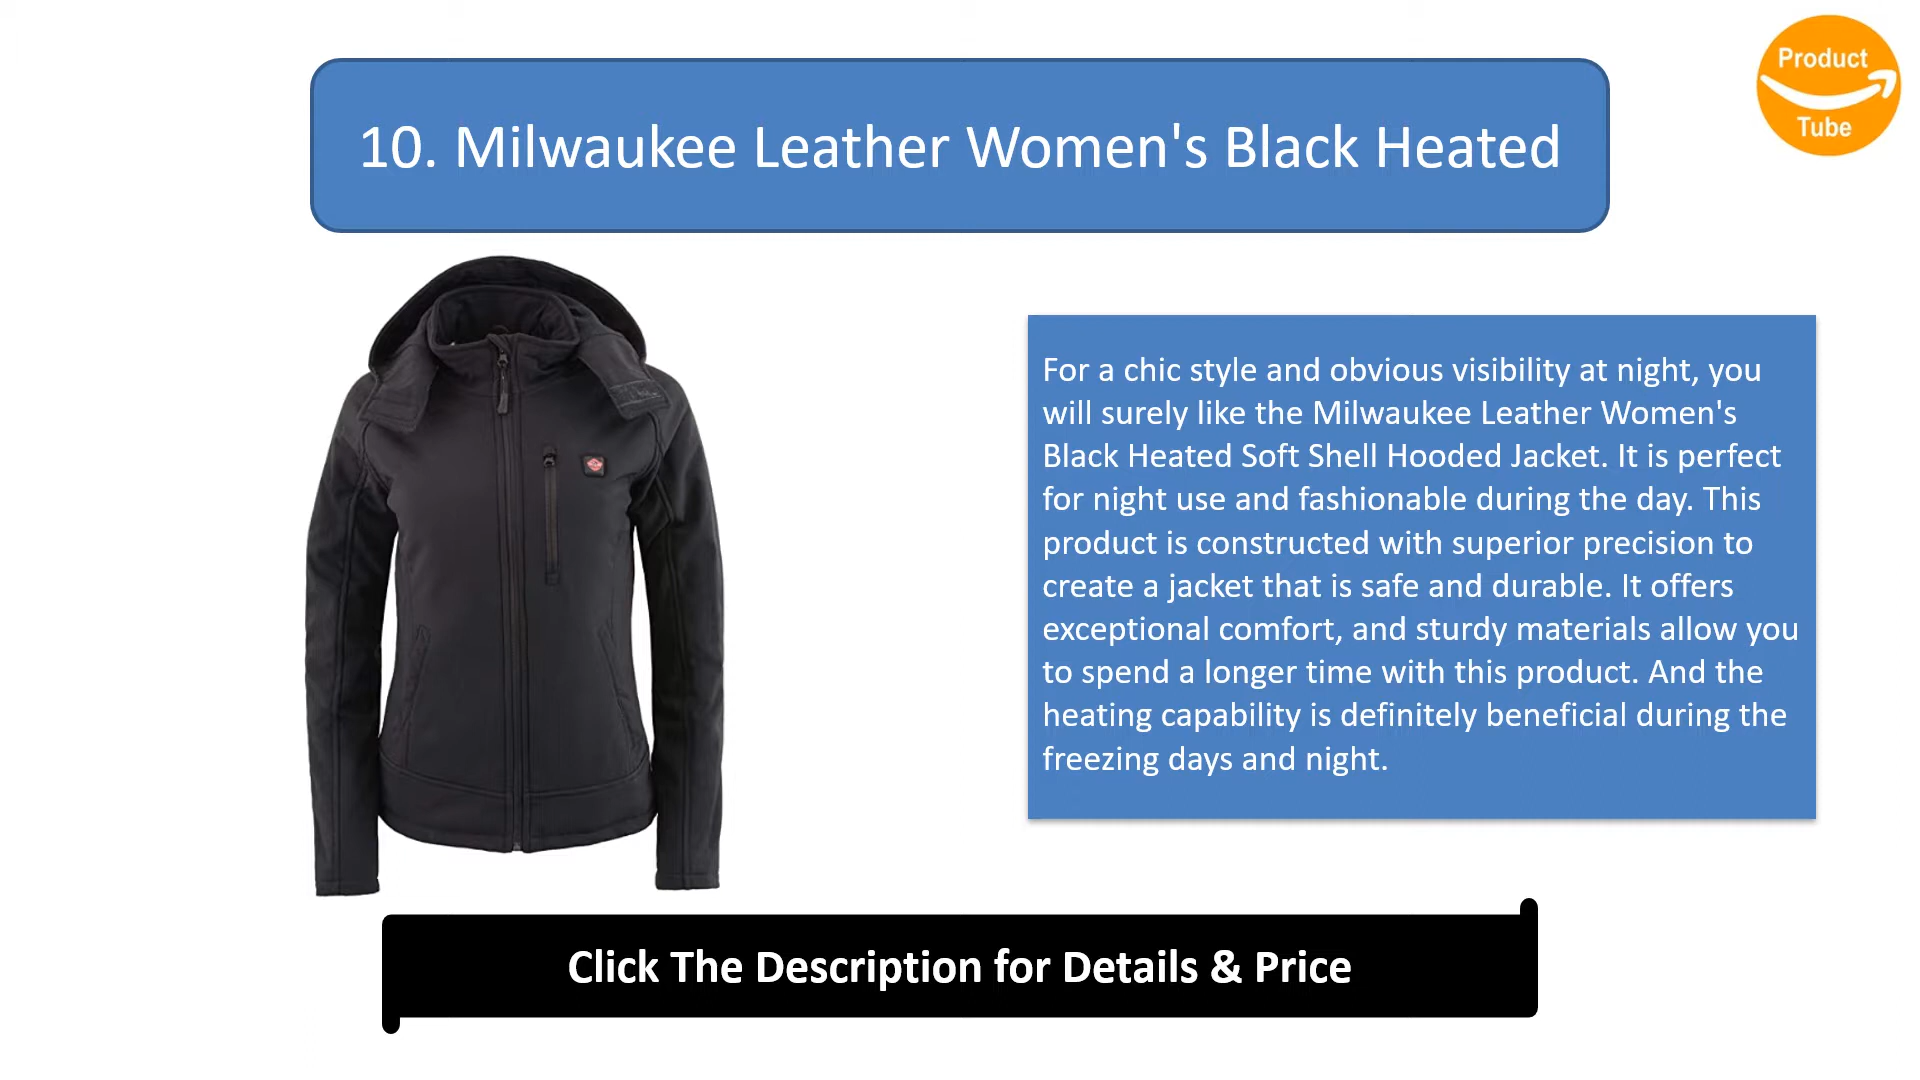 Product
Tube
10. Milwaukee Leather Women's Black Heated
For a chic style and obvious visibility at night, you
will surely like the Milwaukee Leather Women's
Black Heated Soft Shell Hooded Jacket. It is perfect
for night use and fashionable during the day. This
product is constructed with superior precision to
create a jacket that is safe and durable. It offers
exceptional comfort, and sturdy materials allow you
to spend a longer time with this product. And the
heating capability is definitely beneficial during the
freezing days and night.
Click The Description for Details & Price